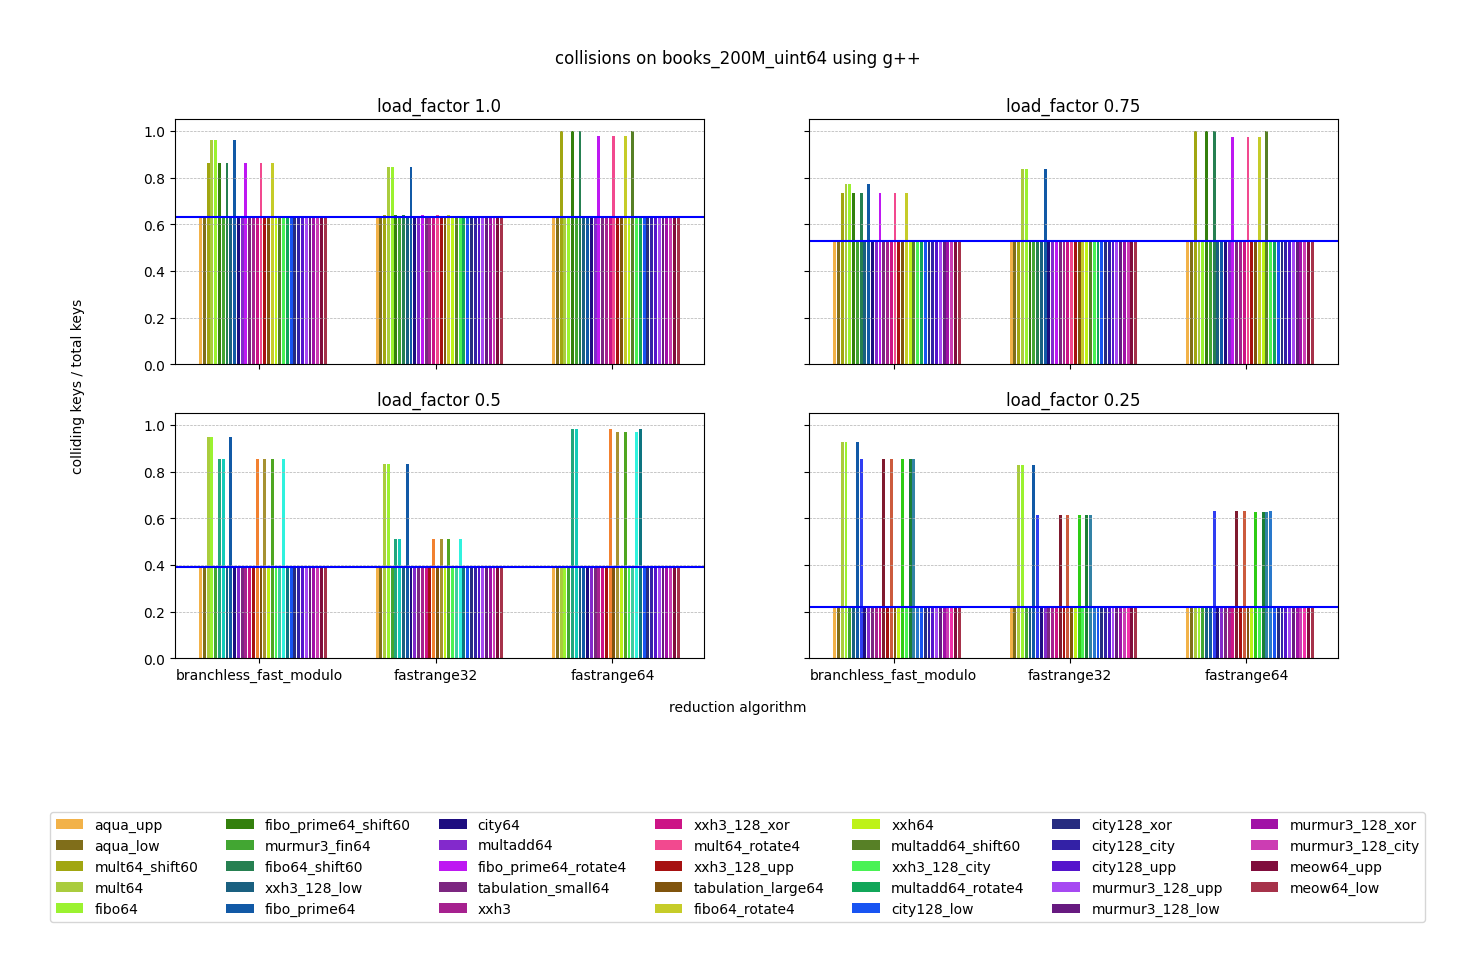 collisions on books_200M_uint64 using g++
load_factor 1.0
load_factor 0.75
1.0
0.8
0.6
0.4
0.2
0.0
colliding keys / total keys
load_factor 0.5
load_factor 0.25
1.0
0.8
0.6
0.4
0.2
0.0
branchless_fast_modulo fastrange32 fastrange64
branchless_fast_modulo fastrange32 fastrange64
reduction algorithm
aqua_upp fibo_prime64_shift60 city64 xxh3_128_xor xxh64 city128_xor murmur3_128_xor
aqua_low murmur3_fin64 multadd64 mult64_rotate4 multadd64_shift60 city128_city murmur3_128_city
mult64_shift60 fibo64_shift60 fibo_prime64_rotate4 xxh3_128_upp xxh3_128_city city128_upp meow64_upp
mult64 xxh3_128_low tabulation_small64 tabulation_large64 multadd64_rotate4 murmur3_128_upp meow64_low
fibo64 fibo_prime64 xxh3 fibo64_rotate4 city128_low murmur3_128_low